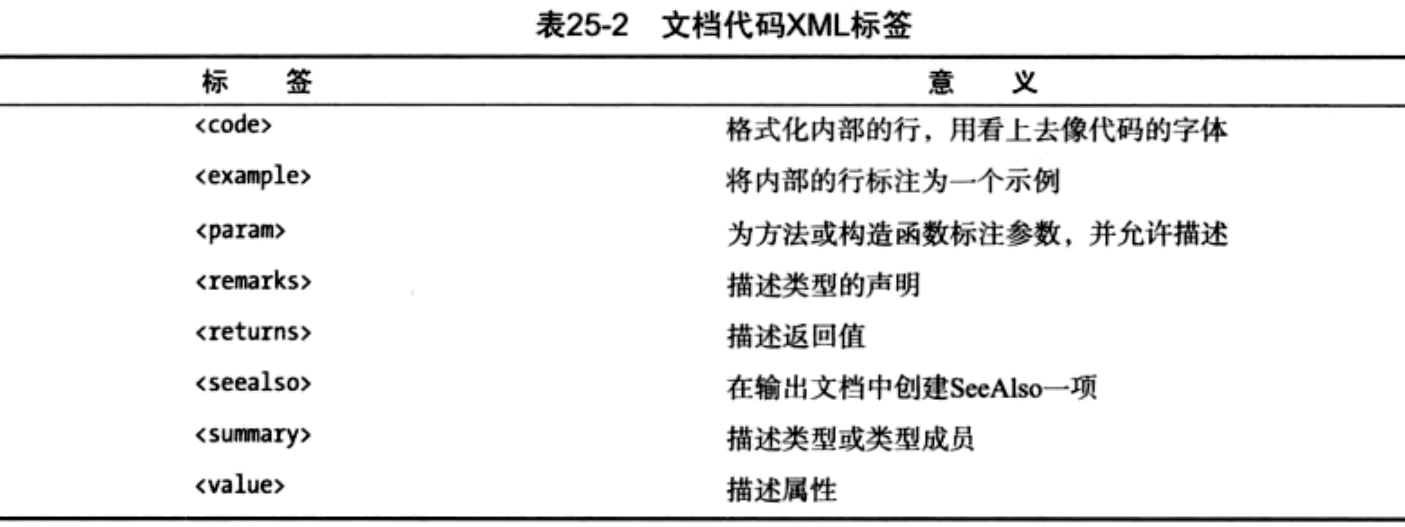 表25-2 文档代码XML标签
标 签 意 义
<code> 格式化内部的行，用看上去像代码的字体
<example> 将内部的行标注为一个示例
<param> 为方法或构造函数标注参数，并允许描述
<remarks> 描述类型的声明
<returns> 描述返回值
<seealso> 在输出文档中创建SeeAlso一项
<summary> 描述类型或类型成员
<value> 描述属性